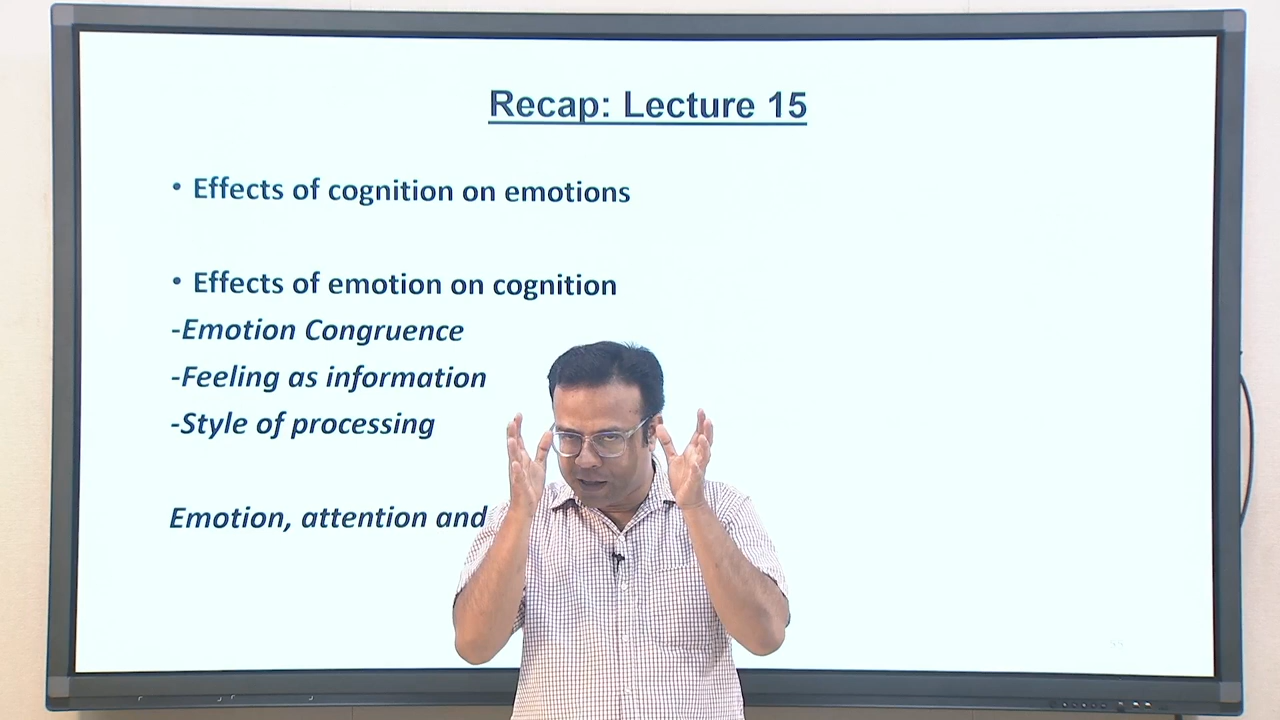 Recap: Lecture 15
• Effects of cognition on emotions
• Effects of emotion on cognition
-Emotion Congruence
-Feeling as information
-Style of processing
Emotion, attention and